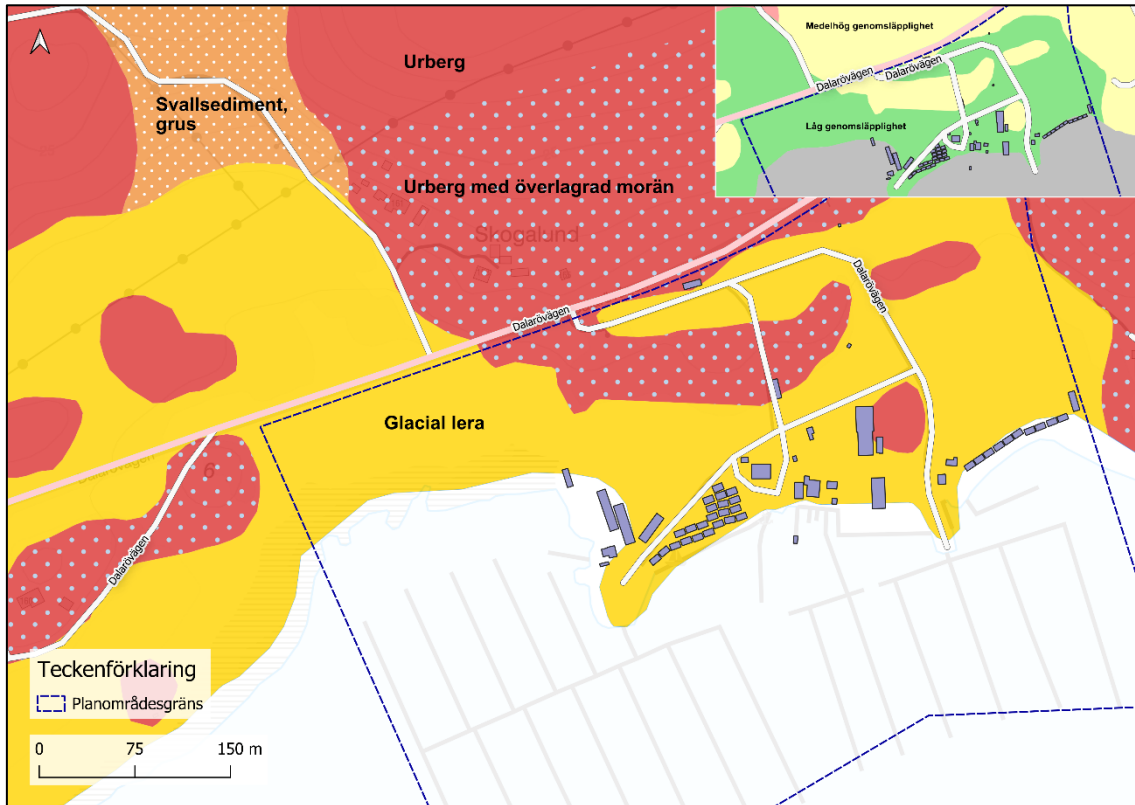 Urberg
Svallsediment,
grus
Urberg med överlagrad morän
Skogalund
Medelhög genomsläpplighet
Dalarövägen
Dalarövägen
Låg genomsläpplighet
Dalarövägen
Dalarövägen
Glacial lera
Dalarövägen
6
Dalarövägen
Teckenförklaring
Planområdesgräns
0 75 150 m